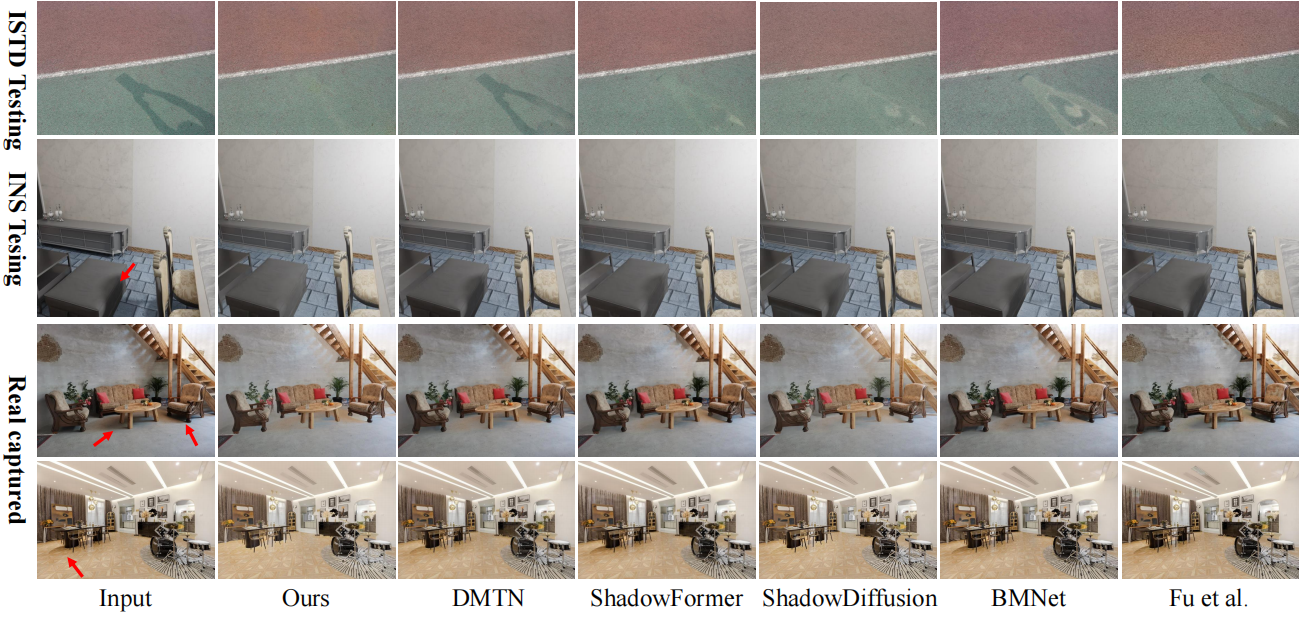 ISTD Testing
INS Tesing
Real captured
Input Ours DMTN ShadowFormer ShadowDiffusion BMNet Fu et al.